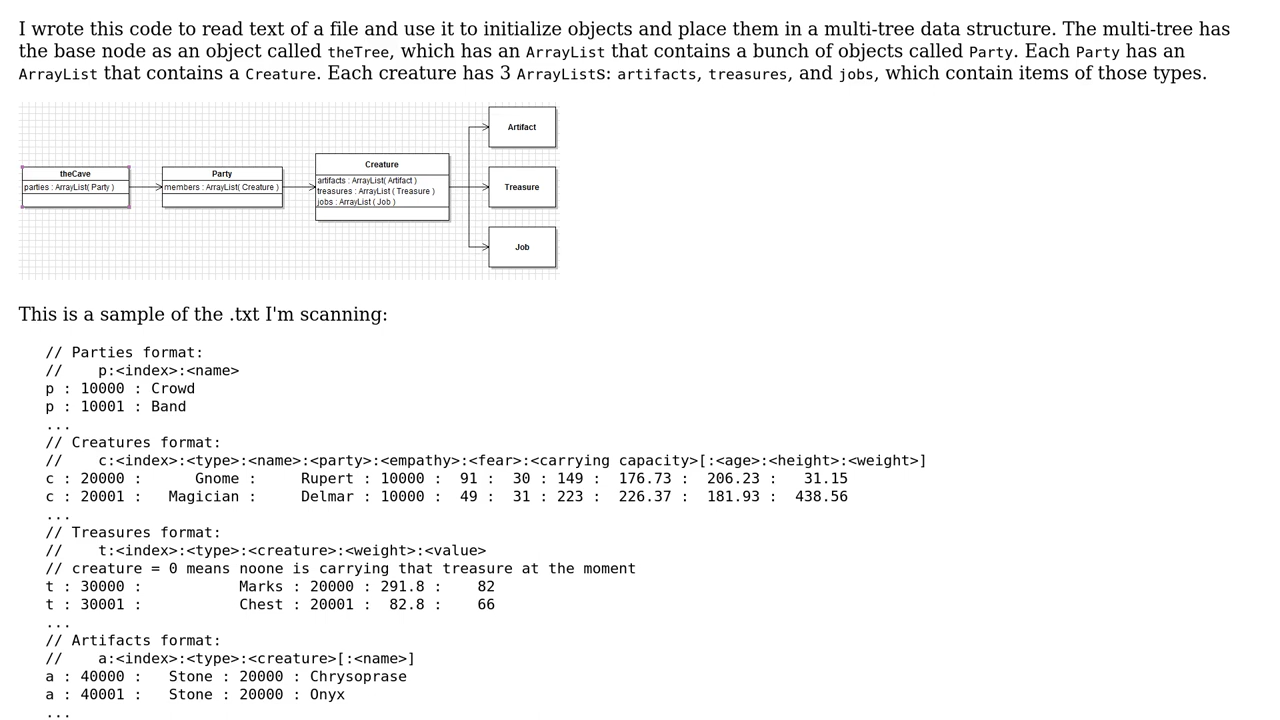 I wrote this code to read text of a file and use it to initialize objects and place them in a multi-tree data structure. The multi-tree has
the base node as an object called theTree, which has an ArrayList that contains a bunch of objects called Party. Each Party has an
ArrayList that contains a Creature. Each creature has 3 ArrayLists: artifacts, treasures, and jobs, which contain items of those types.
theCave
parties : ArrayList( Party )
Party
members : ArrayList( Creature )
Creature
artifacts : ArrayList( Artifact )
treasures : ArrayList ( Treasure )
jobs : ArrayList ( Job )
Artifact
Treasure
Job
This is a sample of the .txt I'm scanning:
// Parties format:
//    p:<index>:<name>
p : 10000 : Crowd
p : 10001 : Band
...
// Creatures format:
//    c:<index>:<type>:<name>:<party>:<empathy>:<fear>:<carrying capacity>[:<age>:<height>:<weight>]
c : 20000 :      Gnome :     Rupert : 10000 :  91 :  30 : 149 :  176.73 :  206.23 :   31.15
c : 20001 :   Magician :     Delmar : 10000 :  49 :  31 : 223 :  226.37 :  181.93 :  438.56
...
// Treasures format:
//    t:<index>:<type>:<creature>:<weight>:<value>
// creature = 0 means noone is carrying that treasure at the moment
t : 30000 :           Marks : 20000 : 291.8 :    82
t : 30001 :           Chest : 20001 :  82.8 :    66
...
// Artifacts format:
//    a:<index>:<type>:<creature>[:<name>]
a : 40000 :   Stone : 20000 : Chrysoprase
a : 40001 :   Stone : 20000 : Onyx
...